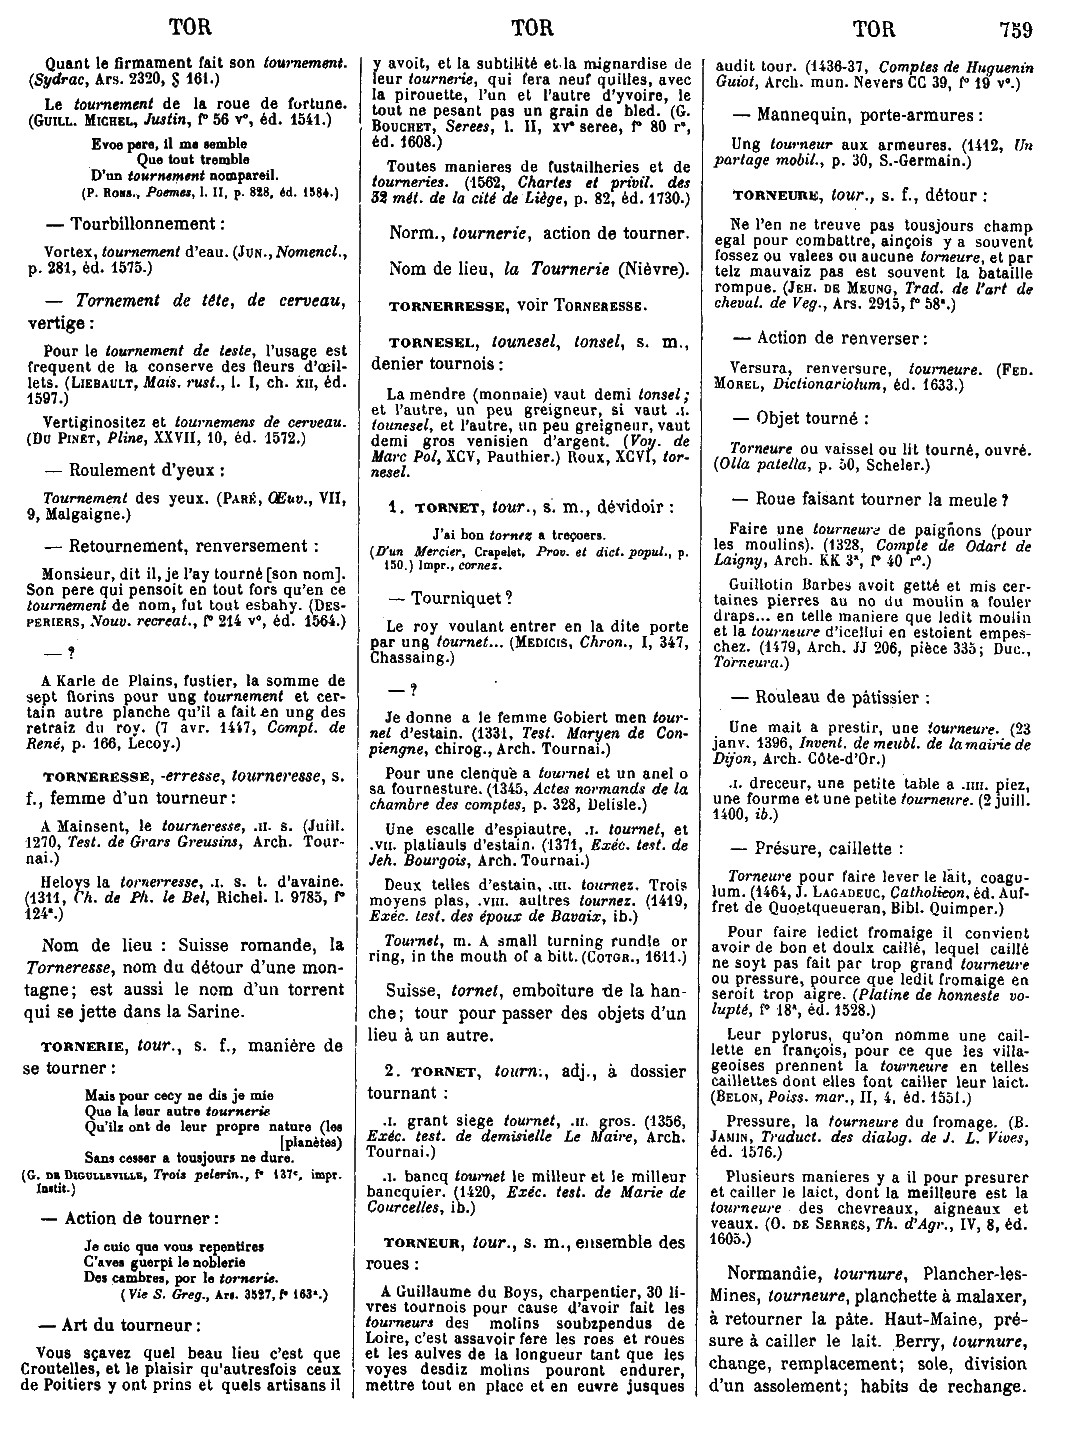 TOR
TOR
TOR
759
Quant le firmament fait son tournement.
(Sydrac, Ars. 2320, § 161.)
Le tournement de la roue de fortune.
(GUILL. MICHEL, Justin, f° 56 v°, éd. 1541.)
Evoe pere, il me semble
Que tout tremble
D'un tournement nompareil.
(P. RONS., Poemes, l. II, p. 828, éd. 1584.)
— Tourbillonnement :
Vortex, tournement d'eau. (JUN., Nomencl.,
p. 281, éd. 1575.)
— Tornement de tête, de cerveau,
vertige :
Pour le tournement de teste, l'usage est
frequent de la conserve des fleurs d'œil-
lets. (LIEBAULT, Mais. rust., l. I, ch. XII, éd.
1597.)
Vertiginositez et tournemens de cerveau.
(DU PINET, Pline, XXVII, 10, éd. 1572.)
— Roulement d'yeux :
Tournement des yeux. (PARÉ, Œuv., VII,
9, Malgaigne.)
— Retournement, renversement :
Monsieur, dit il, je l'ay tourné [son nom].
Son pere qui pensoit en tout fors qu'en ce
tournement de nom, fut tout esbahy. (DES-
PERIERS, Nouv. recreat., f° 214 v°, éd. 1564.)
— ?
A Karle de Plains, fustier, la somme de
sept florins pour ung tournement et cer-
tain autre planche qu'il a fait en ung des
retraiz du roy. (7 avr. 1447, Compt. de
René, p. 166, Lecoy.)
TORNERESSE, -erresse, tourneresse, s.
f., femme d'un tourneur :
A Mainsent, le tourneresse, .II. s. (Juill.
1270, Test. de Grars Greusins, Arch. Tour-
nai.)
Heloys la tornerresse, .I. s. t. d'avaine.
(1311, Ch. de Ph. le Bel, Richel. l. 9785, f°
124ª.)
Nom de lieu : Suisse romande, la
Torneresse, nom du détour d'une mon-
tagne; est aussi le nom d'un torrent
qui se jette dans la Sarine.
TORNERIE, tour., s. f., manière de
se tourner :
Mais pour cecy ne dis je mie
Que la leur autre tournerie
Qu'ilz ont de leur propre nature (les
[planètes)
Sans cesser a tousjours ne dure.
(G. DE DIGULLEVILLE, Trois pelerin., f° 137ᶜ, impr.
Instit.)
— Action de tourner :
Je cuic que vous repentires
C'aves guerpi le noblerie
Des cambres, por le tornerie.
(Vie S. Greg., Ars. 3527, f° 163ª.)
— Art du tourneur :
Vous sçavez quel beau lieu c'est que
Croutelles, et le plaisir qu'autresfois ceux
de Poitiers y ont prins et quels artisans il
y avoit, et la subtilité et la mignardise de
leur tournerie, qui fera neuf quilles, avec
la pirouette, l'un et l'autre d'yvoire, le
tout ne pesant pas un grain de bled. (G.
BOUCHET, Serees, l. II, xvᵉ seree, f° 80 r°,
éd. 1608.)
Toutes manieres de fustailheries et de
tourneries. (1562, Chartes et privil. des
32 mét. de la cité de Liège, p. 82, éd. 1730.)
Norm., tournerie, action de tourner.
Nom de lieu, la Tournerie (Nièvre).
TORNERRESSE, voir TORNERESSE.
TORNESEL, tounesel, tonsel, s. m.,
denier tournois :
La mendre (monnaie) vaut demi tonsel;
et l'autre, un peu greigneur, si vaut .I.
tounesel, et l'autre, un peu greigneur, vaut
demi gros venisien d'argent. (Voy. de
Marc Pol, XCV, Pauthier.) Roux, XCVI, tor-
nesel.
1. TORNET, tour., s. m., dévidoir :
J'ai bon tornez a treçoers.
(D'un Mercier, Crapelet, Prov. et dict. popul., p.
150.) Impr., cornez.
— Tourniquet ?
Le roy voulant entrer en la dite porte
par ung tournet... (MEDICIS, Chron., I, 347,
Chassaing.)
— ?
Je donne a le femme Gobiert men tour-
net d'estain. (1331, Test. Maryen de Con-
piengne, chirog., Arch. Tournai.)
Pour une clenque a tournet et un anel o
sa fournesture. (1345, Actes normands de la
chambre des comptes, p. 328, Delisle.)
Une escalle d'espiautre, .I. tournet, et
.VII. platiauls d'estain. (1371, Exéc. test. de
Jeh. Bourgois, Arch. Tournai.)
Deux telles d'estain, .III. tournez. Trois
moyens plas, .VIII. aultres tournez. (1419,
Exéc. test. des époux de Bavaix, ib.)
Tournet, m. A small turning rundle or
ring, in the mouth of a bitt. (COTGR., 1611.)
Suisse, tornet, emboiture de la han-
che; tour pour passer des objets d'un
lieu à un autre.
2. TORNET, tourn., adj., à dossier
tournant :
.I. grant siege tournet, .II. gros. (1356,
Exéc. test. de demisielle Le Maire, Arch.
Tournai.)
.I. bancq tournet le milleur et le milleur
bancquier. (1420, Exéc. test. de Marie de
Courcelles, ib.)
TORNEUR, tour., s. m., ensemble des
roues :
A Guillaume du Boys, charpentier, 30 li-
vres tournois pour cause d'avoir fait les
tourneurs des molins soubzpendus de
Loire, c'est assavoir fere les roes et roues
et les aulves de la longueur tant que les
voyes desdiz molins pouront endurer,
mettre tout en place et en euvre jusques
audit tour. (1436-37, Comptes de Huguenin
Guiot, Arch. mun. Nevers CC 39, f° 19 v°.)
— Mannequin, porte-armures :
Ung tourneur aux armeures. (1412, Un
partage mobil., p. 30, S.-Germain.)
TORNEURE, tour., s. f., détour :
Ne l'en ne treuve pas tousjours champ
egal pour combattre, ainçois y a souvent
fossez ou valees ou aucune torneure, et par
telz mauvaiz pas est souvent la bataille
rompue. (JEH. DE MEUNG, Trad. de l'art de
cheval. de Veg., Ars. 2915, f° 58ª.)
— Action de renverser :
Versura, renversure, tourneure. (FED.
MOREL, Dictionariolum, éd. 1633.)
— Objet tourné :
Torneure ou vaissel ou lit tourné, ouvré.
(Olla patella, p. 50, Scheler.)
— Roue faisant tourner la meule ?
Faire une tourneure de paignons (pour
les moulins). (1328, Compte de Odart de
Laigny, Arch. KK 3ª, f° 40 r°.)
Guillotin Barbes avoit getté et mis cer-
taines pierres au no du moulin a fouler
draps... en telle maniere que ledit moulin
et la tourneure d'icellui en estoient empes-
chez. (1479, Arch. JJ 206, pièce 335; Duc.,
Torneura.)
— Rouleau de pâtissier :
Une mait a prestir, une tourneure. (23
janv. 1396, Invent. de meubl. de la mairie de
Dijon, Arch. Côte-d'Or.)
.I. dreceur, une petite table a .IIII. piez,
une fourme et une petite tourneure. (2 juill.
1400, ib.)
— Présure, caillette :
Torneure pour faire lever le lait, coagu-
lum. (1464, J. LAGADEUC, Catholicon, éd. Auf-
fret de Quoetqueueran, Bibl. Quimper.)
Pour faire ledict fromaige il convient
avoir de bon et doulx caillé, lequel caillé
ne soyt pas fait par trop grand tourneure
ou pressure, pource que ledit fromaige en
seroit trop aigre. (Platine de honneste vo-
lupté, f° 18ª, éd. 1528.)
Leur pylorus, qu'on nomme une cail-
lette en françois, pour ce que les villa-
geoises prennent la tourneure en telles
caillettes dont elles font cailler leur laict.
(BELON, Poiss. mar., II, 4, éd. 1551.)
Pressure, la tourneure du fromage. (B.
JAMIN, Traduct. des dialog. de J. L. Vives,
éd. 1576.)
Plusieurs manieres y a il pour presurer
et cailler le laict, dont la meilleure est la
tourneure des chevreaux, aigneaux et
veaux. (O. DE SERRES, Th. d'Agr., IV, 8, éd.
1605.)
Normandie, tournure, Plancher-les-
Mines, tourneure, planchette à malaxer,
à retourner la pâte. Haut-Maine, pré-
sure à cailler le lait. Berry, tournure,
change, remplacement; sole, division
d'un assolement; habits de rechange.